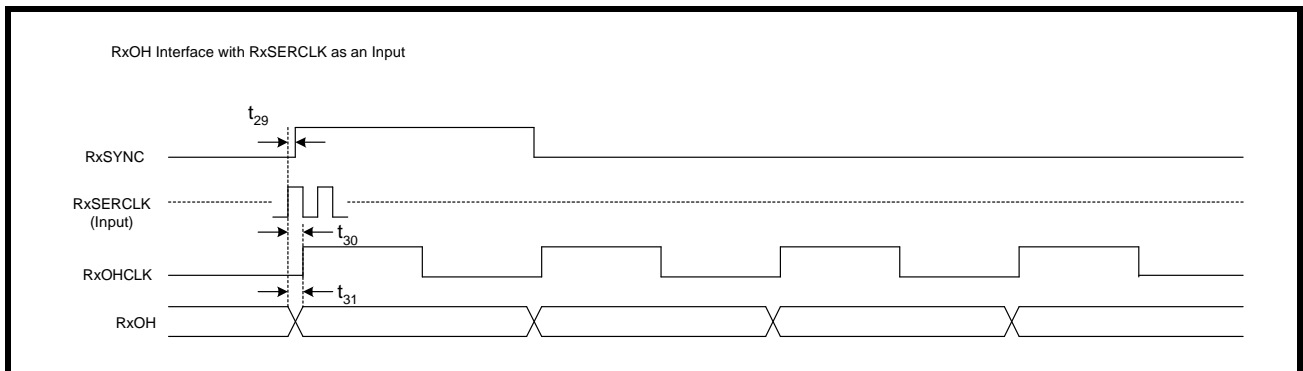 RxOH Interface with RxSERCLK as an Input
t29
RxSYNC
RxSERCLK
(Input)
t30
RxOHCLK
t31
RxOH